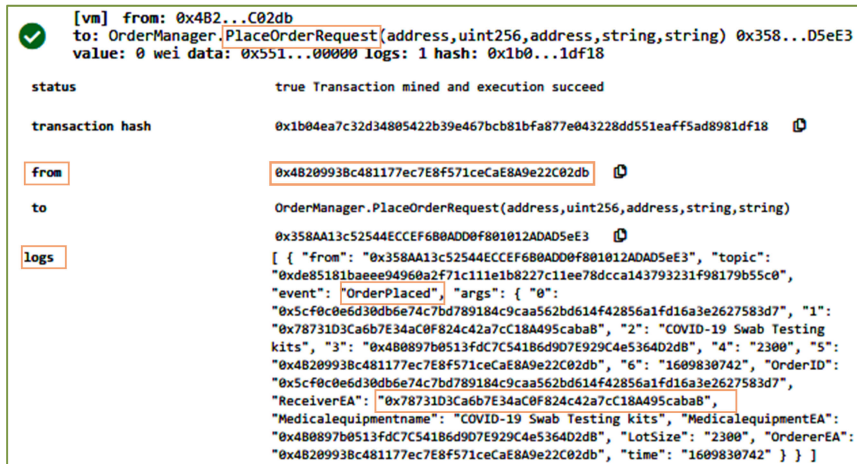 [vm] from: 0x4B2...C02db
to: OrderManager.PlaceOrderRequest(address,uint256,address,string,string) 0x358...D5eE3
value: 0 wei data: 0x551...00000 logs: 1 hash: 0x1b0...1df18
status true Transaction mined and execution succeed
transaction hash 0x1b04ea7c32d34805422b39e467bcb81bfa877e043228dd551eaff5ad8981df18
from 0x4B20993Bc481177ec7E8f571ceCaE8A9e22C02db
to OrderManager.PlaceOrderRequest(address,uint256,address,string,string)
0x358AA13c52544ECCEF6B0ADD0f801012ADAD5eE3
logs [ { "from": "0x358AA13c52544ECCEF6B0ADD0f801012ADAD5eE3", "topic":
"0xde85181baeee94960a2f71c111e1b8227c11ee78dcca143793231f98179b55c0",
"event": "OrderPlaced", "args": { "0":
"0x5cf0c0e6d30db6e74c7bd789184c9caa562bd614f42856a1fd16a3e2627583d7", "1":
"0x78731D3Ca6b7E34aC0F824c42a7cC18A495cabaB", "2": "COVID-19 Swab Testing
kits", "3": "0x4B0897b0513fdC7C541B6d9D7E929C4e5364D2dB", "4": "2300", "5":
"0x4B20993Bc481177ec7E8f571ceCaE8A9e22C02db", "6": "1609830742", "OrderID":
"0x5cf0c0e6d30db6e74c7bd789184c9caa562bd614f42856a1fd16a3e2627583d7",
"ReceiverEA": "0x78731D3Ca6b7E34aC0F824c42a7cC18A495cabaB",
"Medicalequipmentname": "COVID-19 Swab Testing kits", "MedicalequipmentEA":
"0x4B0897b0513fdC7C541B6d9D7E929C4e5364D2dB", "LotSize": "2300", "OrdererEA":
"0x4B20993Bc481177ec7E8f571ceCaE8A9e22C02db", "time": "1609830742" } } ]